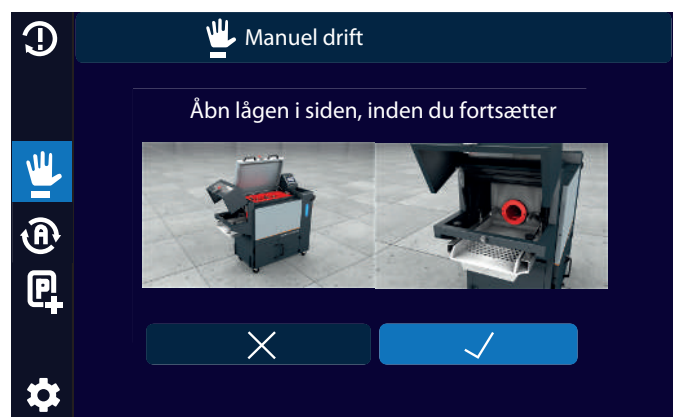 Manuel drift
Åbn lågen i siden, inden du fortsætter
A
P